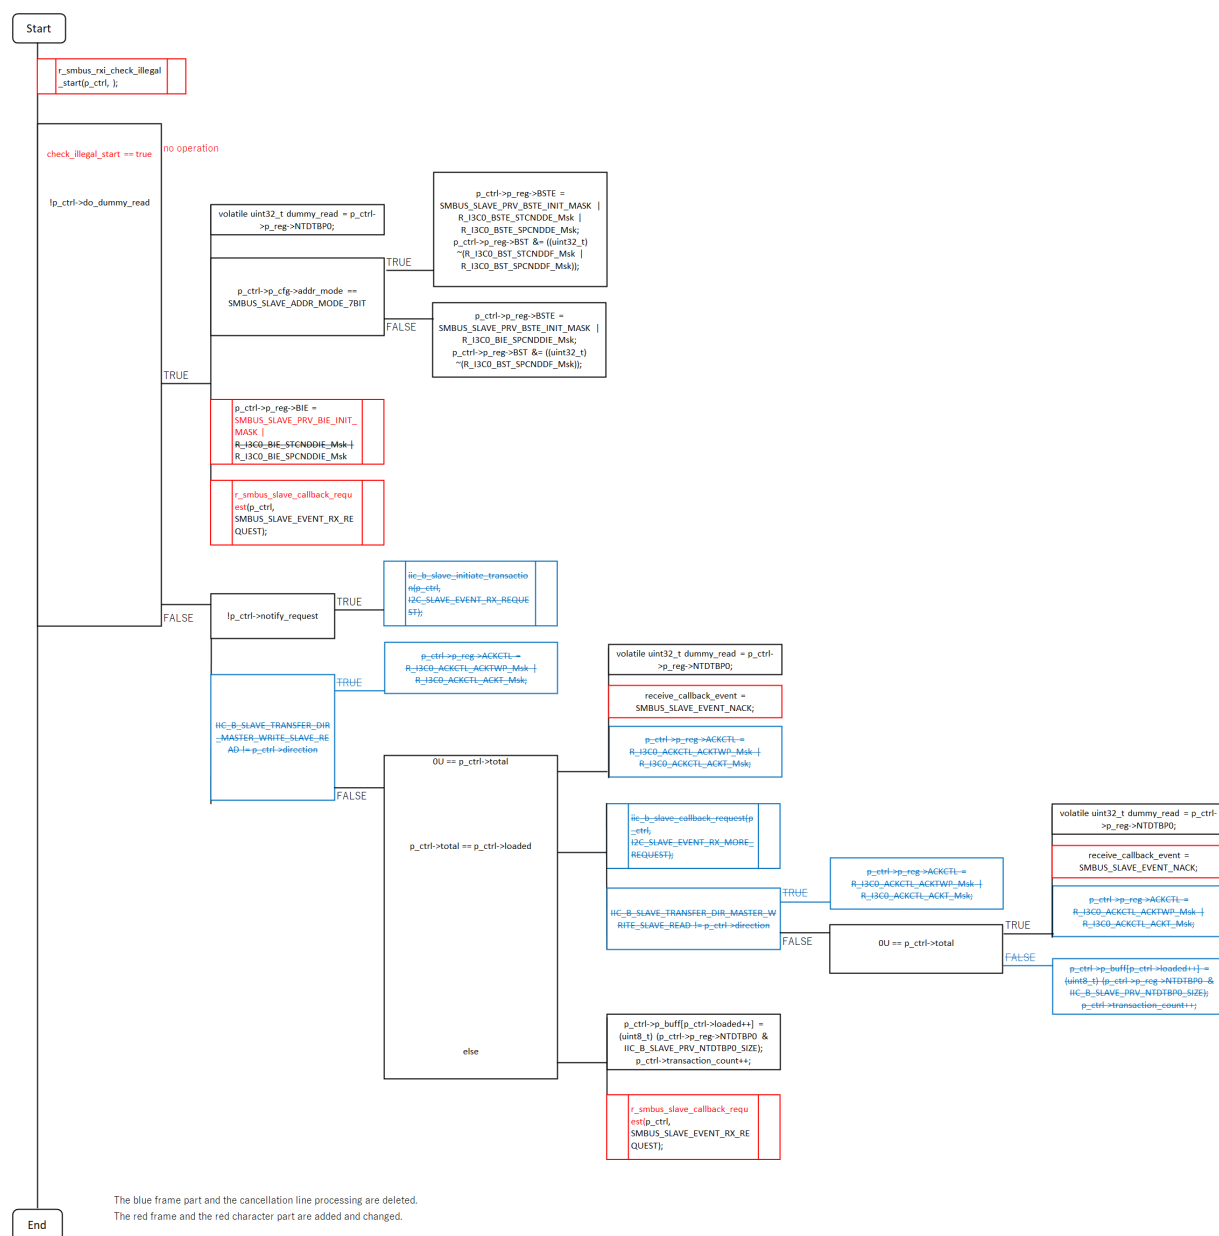 Start
r_smbus_rxi_check_illegal
_start(p_ctrl, );
check_illegal_start == true
no operation
!p_ctrl->do_dummy_read
volatile uint32_t dummy_read = p_ctrl-
>p_reg->NTDTBP0;
p_ctrl->p_cfg->addr_mode ==
SMBUS_SLAVE_ADDR_MODE_7BIT
TRUE
p_ctrl->p_reg->BSTE =
SMBUS_SLAVE_PRV_BSTE_INIT_MASK |
R_I3C0_BSTE_STCNDDE_Msk |
R_I3C0_BSTE_SPCNDDE_Msk;
p_ctrl->p_reg->BST &= ((uint32_t)
~(R_I3C0_BST_STCNDDF_Msk |
R_I3C0_BST_SPCNDDF_Msk));
FALSE
p_ctrl->p_reg->BSTE =
SMBUS_SLAVE_PRV_BSTE_INIT_MASK |
R_I3C0_BIE_SPCNDDIE_Msk;
p_ctrl->p_reg->BST &= ((uint32_t)
~(R_I3C0_BST_SPCNDDF_Msk));
TRUE
p_ctrl->p_reg->BIE =
SMBUS_SLAVE_PRV_BIE_INIT_
MASK |
R_I3C0_BIE_STCNDDIE_Msk |
R_I3C0_BIE_SPCNDDIE_Msk
r_smbus_slave_callback_requ
est(p_ctrl,
SMBUS_SLAVE_EVENT_RX_RE
QUEST);
FALSE
!p_ctrl->notify_request
TRUE
iic_b_slave_initiate_transactio
n(p_ctrl,
I2C_SLAVE_EVENT_RX_REQUE
ST);
IIC_B_SLAVE_TRANSFER_DIR
_MASTER_WRITE_SLAVE_RE
AD != p_ctrl->direction
TRUE
p_ctrl->p_reg->ACKCTL =
R_I3C0_ACKCTL_ACKTWP_Msk |
R_I3C0_ACKCTL_ACKT_Msk;
FALSE
0U == p_ctrl->total
volatile uint32_t dummy_read = p_ctrl-
>p_reg->NTDTBP0;
receive_callback_event =
SMBUS_SLAVE_EVENT_NACK;
p_ctrl->p_reg->ACKCTL =
R_I3C0_ACKCTL_ACKTWP_Msk |
R_I3C0_ACKCTL_ACKT_Msk;
p_ctrl->total == p_ctrl->loaded
iic_b_slave_callback_request(p
_ctrl,
I2C_SLAVE_EVENT_RX_MORE_
REQUEST);
IIC_B_SLAVE_TRANSFER_DIR_MASTER_W
RITE_SLAVE_READ != p_ctrl->direction
TRUE
p_ctrl->p_reg->ACKCTL =
R_I3C0_ACKCTL_ACKTWP_Msk |
R_I3C0_ACKCTL_ACKT_Msk;
FALSE
0U == p_ctrl->total
TRUE
volatile uint32_t dummy_read = p_ctrl-
>p_reg->NTDTBP0;
receive_callback_event =
SMBUS_SLAVE_EVENT_NACK;
p_ctrl->p_reg->ACKCTL =
R_I3C0_ACKCTL_ACKTWP_Msk |
R_I3C0_ACKCTL_ACKT_Msk;
FALSE
p_ctrl->p_buff[p_ctrl->loaded++] =
(uint8_t) (p_ctrl->p_reg->NTDTBP0 &
IIC_B_SLAVE_PRV_NTDTBP0_SIZE);
p_ctrl->transaction_count++;
else
p_ctrl->p_buff[p_ctrl->loaded++] =
(uint8_t) (p_ctrl->p_reg->NTDTBP0 &
IIC_B_SLAVE_PRV_NTDTBP0_SIZE);
p_ctrl->transaction_count++;
r_smbus_slave_callback_requ
est(p_ctrl,
SMBUS_SLAVE_EVENT_RX_RE
QUEST);
The blue frame part and the cancellation line processing are deleted.
The red frame and the red character part are added and changed.
End